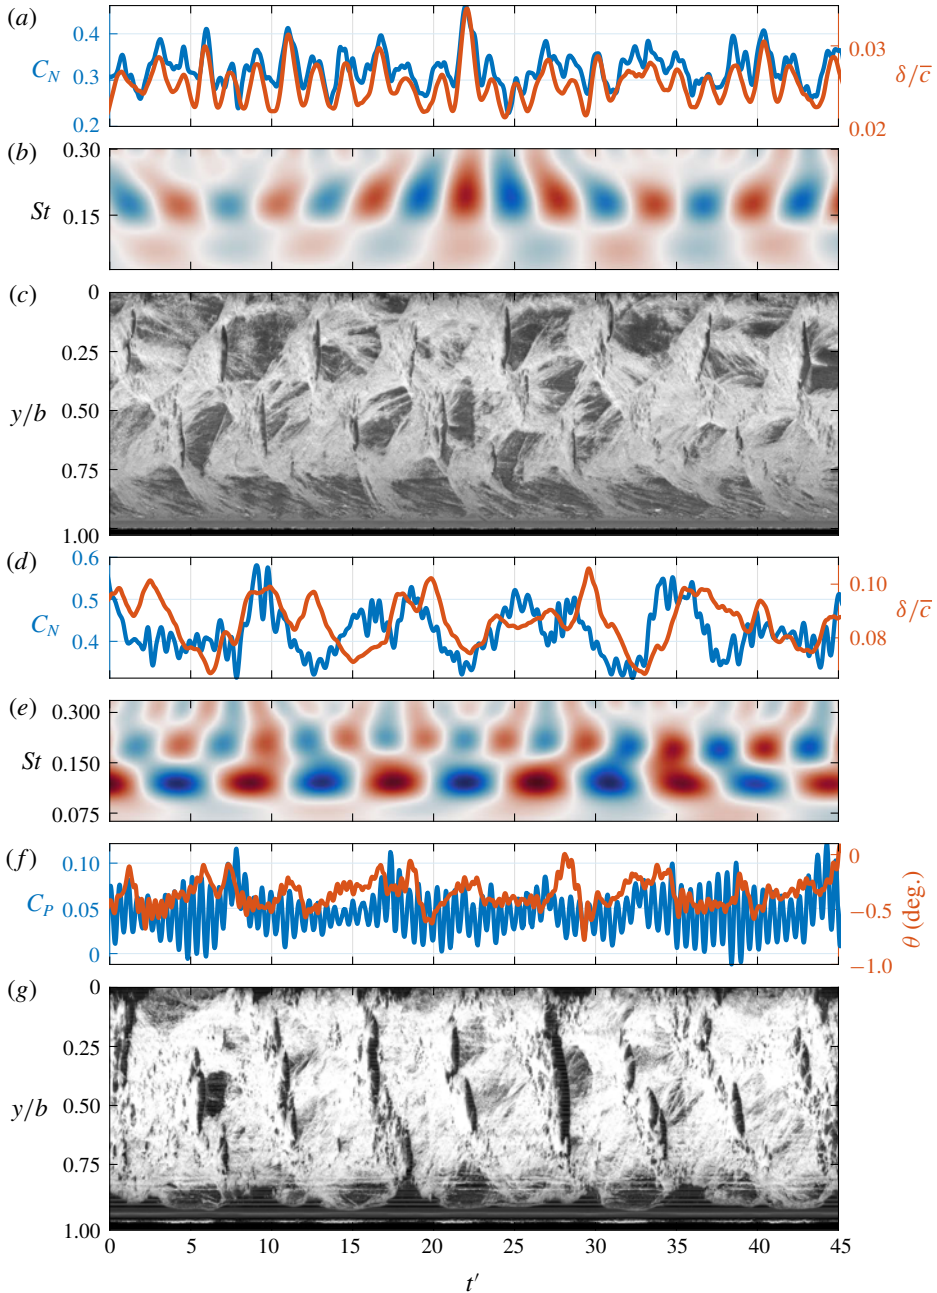 (a)
0.4
0.3
0.2
C_N
0.03
0.02
δ/c̅
(b)
0.30
0.15
St
(c)
0
0.25
0.50
0.75
1.00
y/b
(d)
0.6
0.5
0.4
C_N
0.10
0.08
δ/c̅
(e)
0.300
0.150
0.075
St
(f)
0.10
0.05
0
C_P
0
−0.5
−1.0
θ (deg.)
(g)
0
0.25
0.50
0.75
1.00
y/b
0 5 10 15 20 25 30 35 40 45
t′